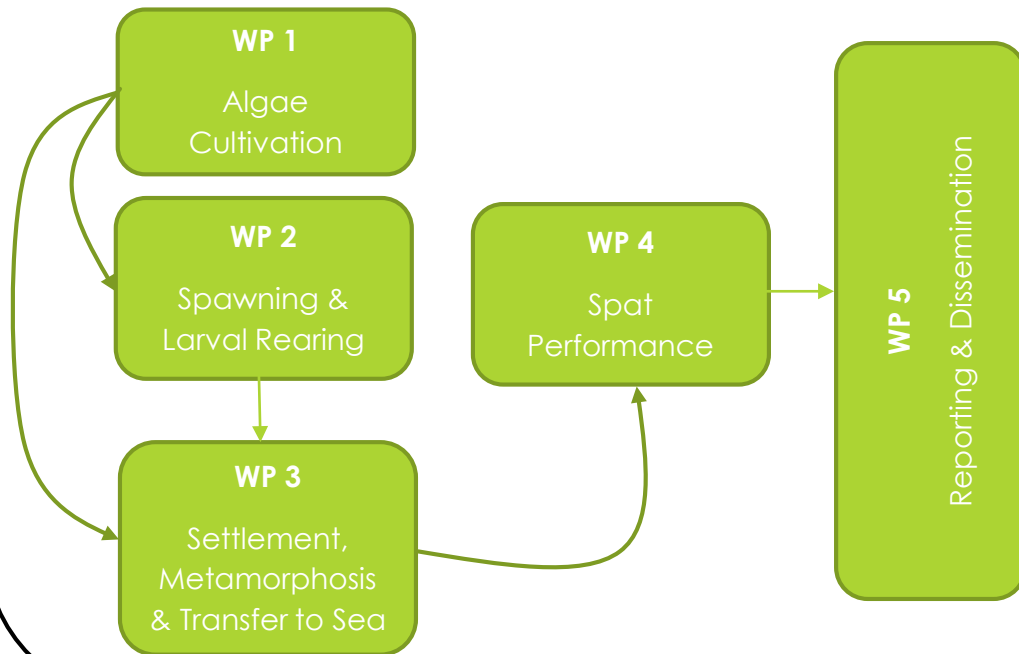 WP 1
Algae
Cultivation
WP 2
Spawning &
Larval Rearing
WP 3
Settlement,
Metamorphosis
& Transfer to Sea
WP 4
Spat
Performance
WP 5
Reporting & Dissemination